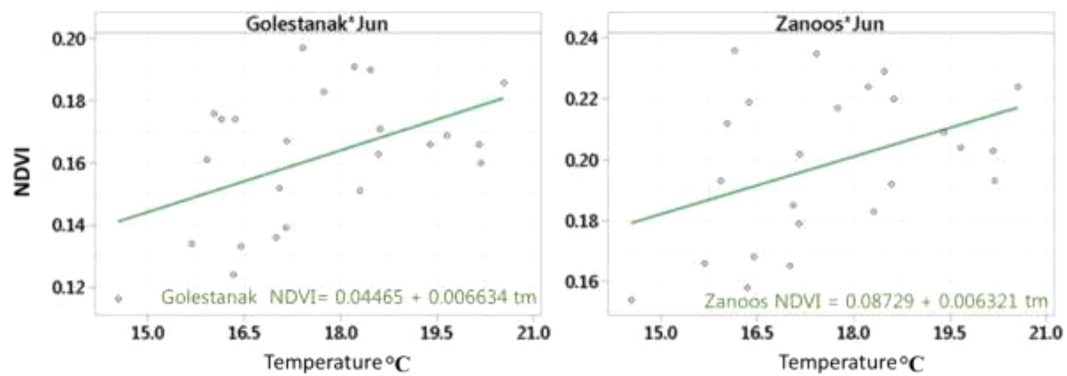 Golestanak*Jun
NDVI
0.20
0.18
0.16
0.14
0.12
Golestanak NDVI= 0.04465 + 0.006634 tm
15.0 16.5 18.0 19.5 21.0
Temperature°C
Zanoos*Jun
0.24
0.22
0.20
0.18
0.16
Zanoos NDVI = 0.08729 + 0.006321 tm
15.0 16.5 18.0 19.5 21.0
Temperature°C